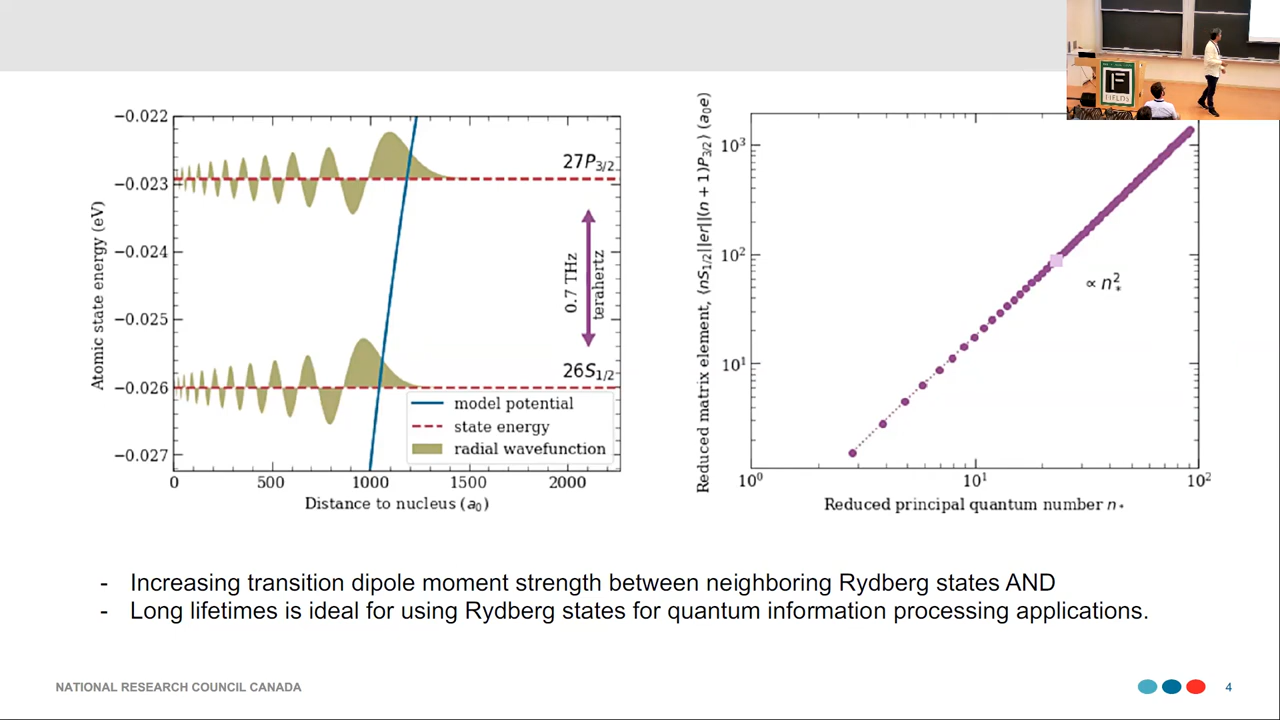 FIELDS
−0.022
−0.023
−0.024
−0.025
−0.026
−0.027
Atomic state energy (eV)
27P3/2
0.7 THz
terahertz
26S1/2
model potential
state energy
radial wavefunction
0
500
1000
1500
2000
Distance to nucleus (a0)
Reduced matrix element, ⟨nS1/2||er||(n + 1)P3/2⟩ (a0e)
10³
10²
10¹
∝ n*²
10⁰
10¹
10²
Reduced principal quantum number n*
- Increasing transition dipole moment strength between neighboring Rydberg states AND
- Long lifetimes is ideal for using Rydberg states for quantum information processing applications.
NATIONAL RESEARCH COUNCIL CANADA
4